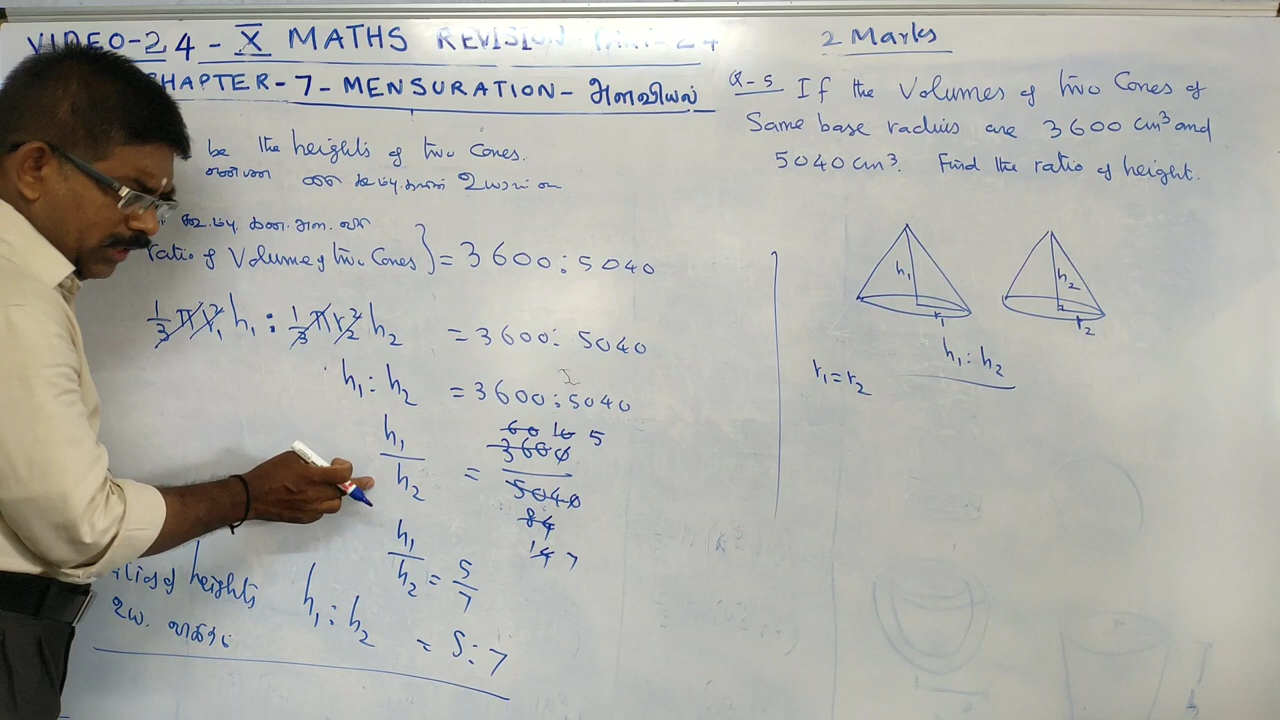 VIDEO-24 - X MATHS REVISION
2 Marks
CHAPTER-7-MENSURATION- அளவியல்
Q-5 If the Volumes of two Cones of
Same base radius are 3600 cm³ and
5040 cm³. Find the ratio of height.
be the heights of two Cones.
ratio of Volume of two Cones} = 3600:5040
1/3 πr₁² h₁ : 1/3 πr₂² h₂ = 3600: 5040
h₁ : h₂ = 3600:5040
60 10 5
h₁/h₂ = 3600/5040
84
14 7
h₁/h₂ = 5/7
of heights h₁ : h₂ = 5:7
h₁
r₁
h₂
r₂
h₁ : h₂
r₁ = r₂